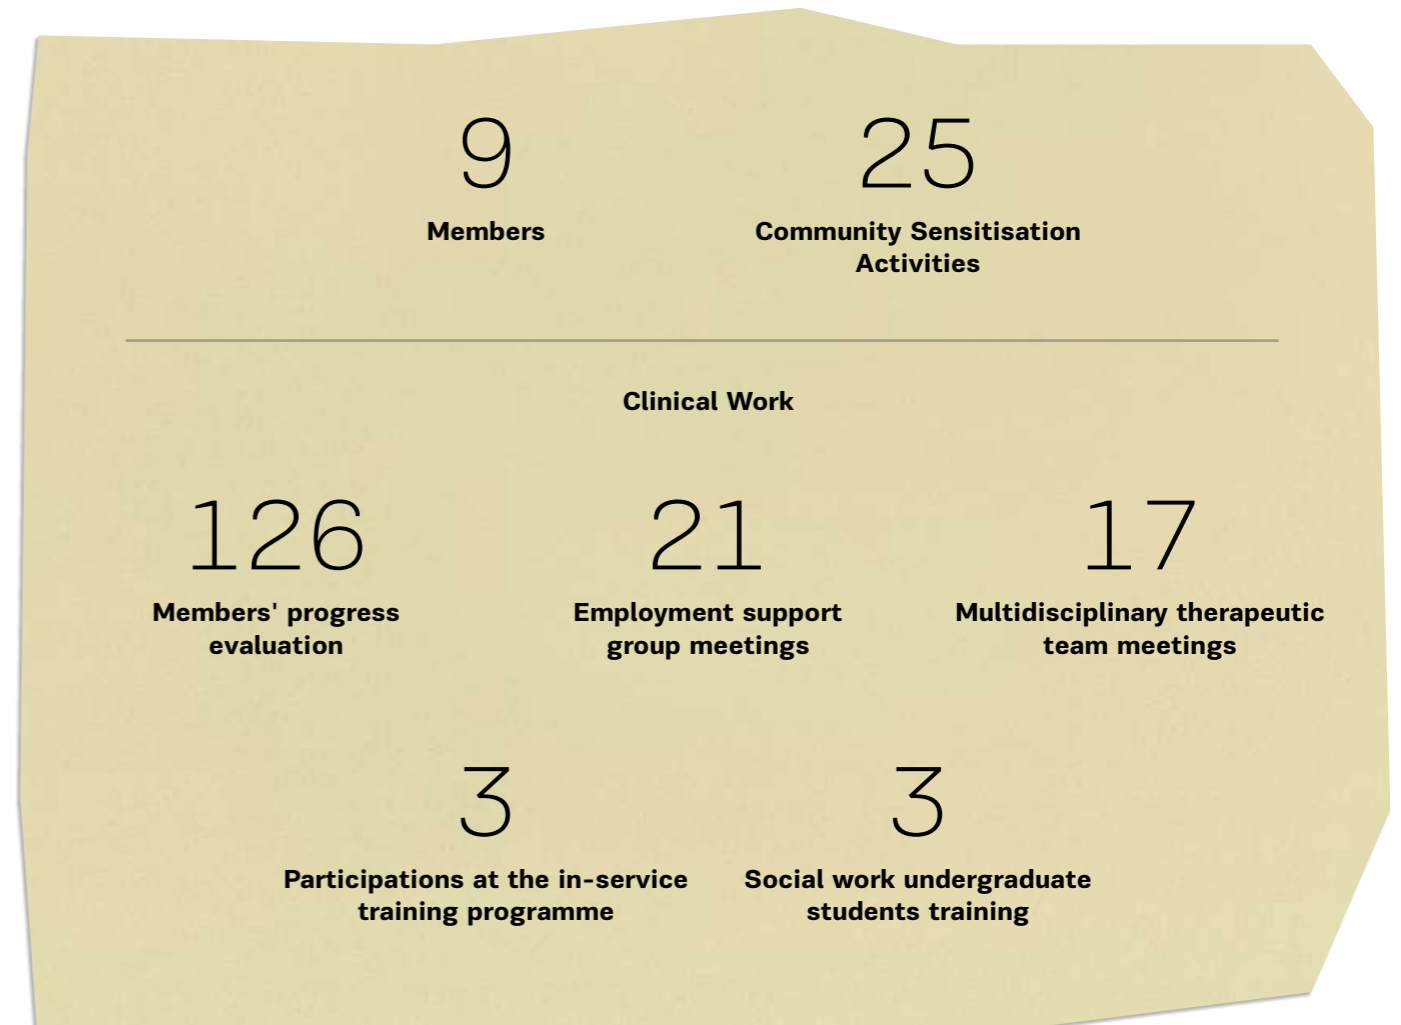 9
Members
25
Community Sensitisation
Activities
Clinical Work
126
Members' progress
evaluation
21
Employment support
group meetings
17
Multidisciplinary therapeutic
team meetings
3
Participations at the in-service
training programme
3
Social work undergraduate
students training